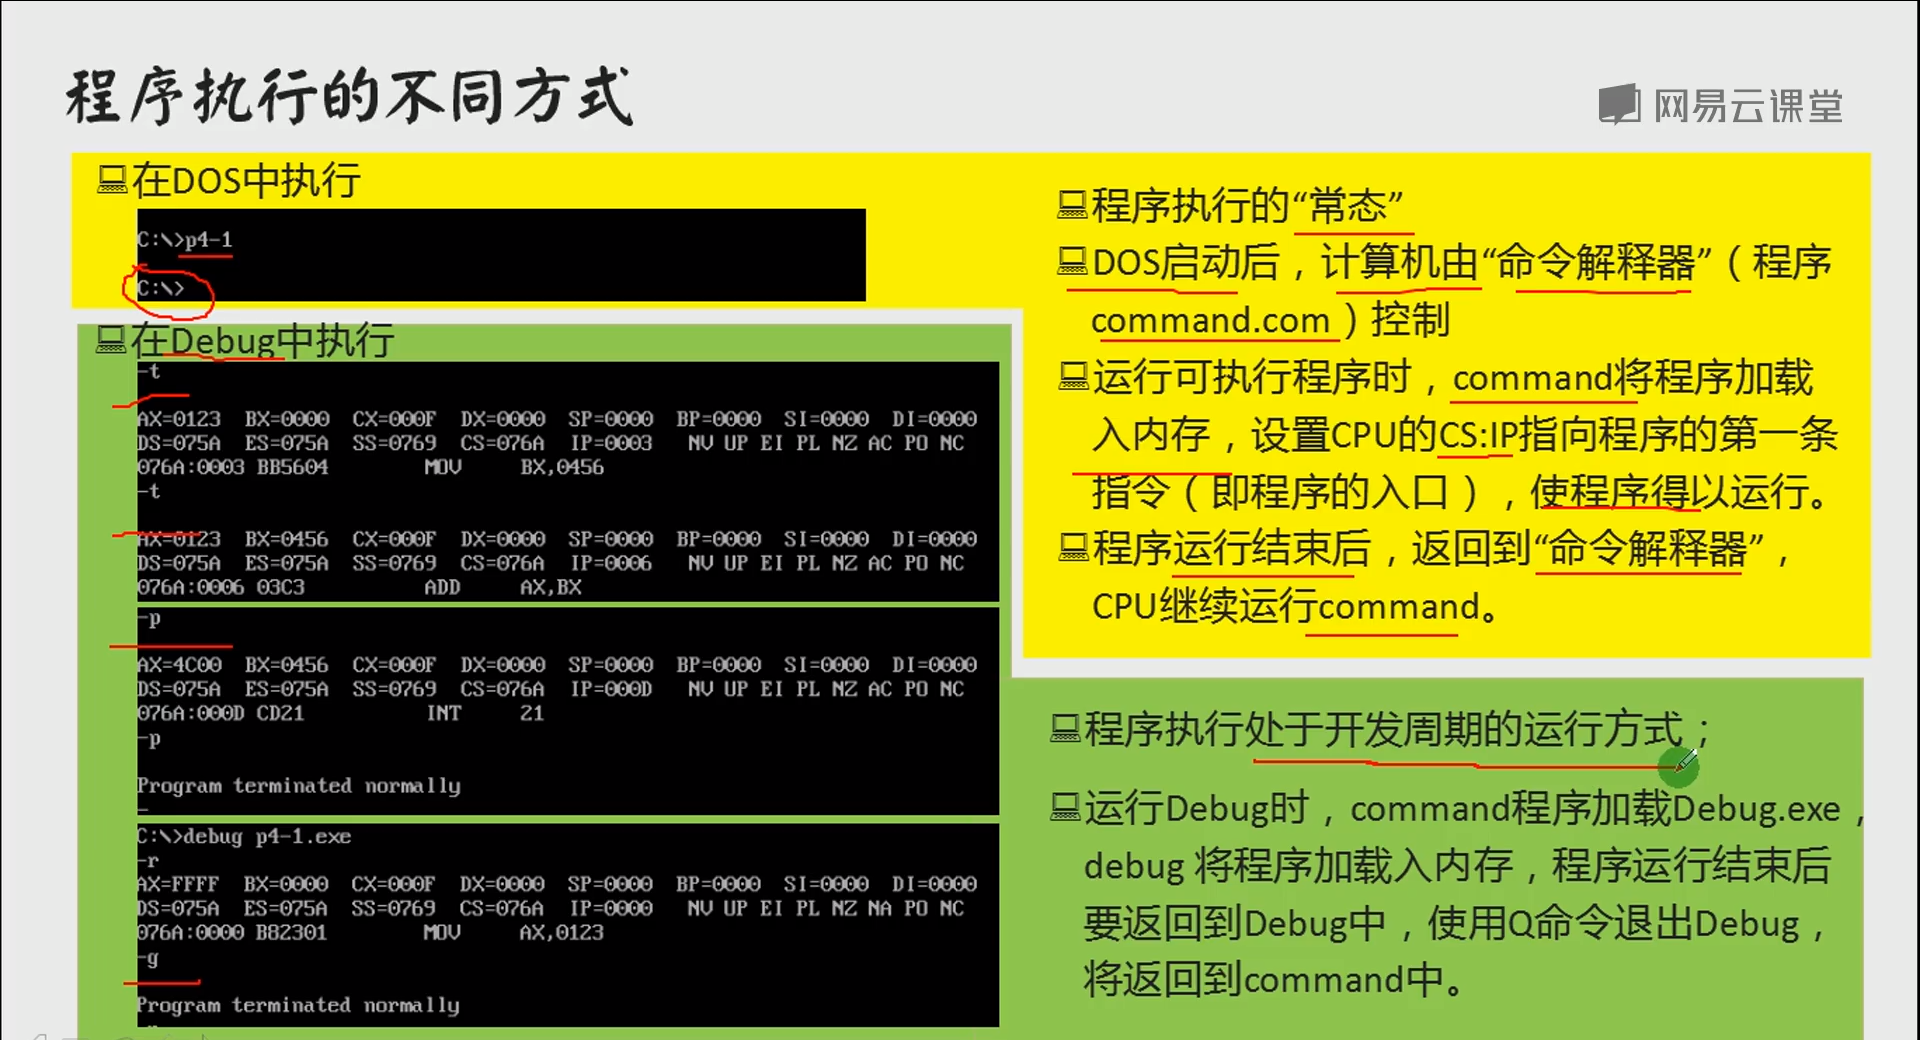 程序执行的不同方式
网易云课堂
在DOS中执行
C:\>p4-1
C:\>
程序执行的“常态”
DOS启动后，计算机由“命令解释器”（程序
command.com）控制
运行可执行程序时，command将程序加载
入内存，设置CPU的CS:IP指向程序的第一条
指令（即程序的入口），使程序得以运行。
程序运行结束后，返回到“命令解释器”，
CPU继续运行command。
在Debug中执行
-t
AX=0123 BX=0000 CX=000F DX=0000 SP=0000 BP=0000 SI=0000 DI=0000
DS=075A ES=075A SS=0769 CS=076A IP=0003 NV UP EI PL NZ AC PO NC
076A:0003 BB5604 MOV BX,0456
-t
AX=0123 BX=0456 CX=000F DX=0000 SP=0000 BP=0000 SI=0000 DI=0000
DS=075A ES=075A SS=0769 CS=076A IP=0006 NV UP EI PL NZ AC PO NC
076A:0006 03C3 ADD AX,BX
-p
AX=4C00 BX=0456 CX=000F DX=0000 SP=0000 BP=0000 SI=0000 DI=0000
DS=075A ES=075A SS=0769 CS=076A IP=000D NV UP EI PL NZ AC PO NC
076A:000D CD21 INT 21
-p
Program terminated normally
-
C:\>debug p4-1.exe
-r
AX=FFFF BX=0000 CX=000F DX=0000 SP=0000 BP=0000 SI=0000 DI=0000
DS=075A ES=075A SS=0769 CS=076A IP=0000 NV UP EI PL NZ NA PO NC
076A:0000 B82301 MOV AX,0123
-g
Program terminated normally
程序执行处于开发周期的运行方式；
运行Debug时，command程序加载Debug.exe，
debug 将程序加载入内存，程序运行结束后
要返回到Debug中，使用Q命令退出Debug，
将返回到command中。